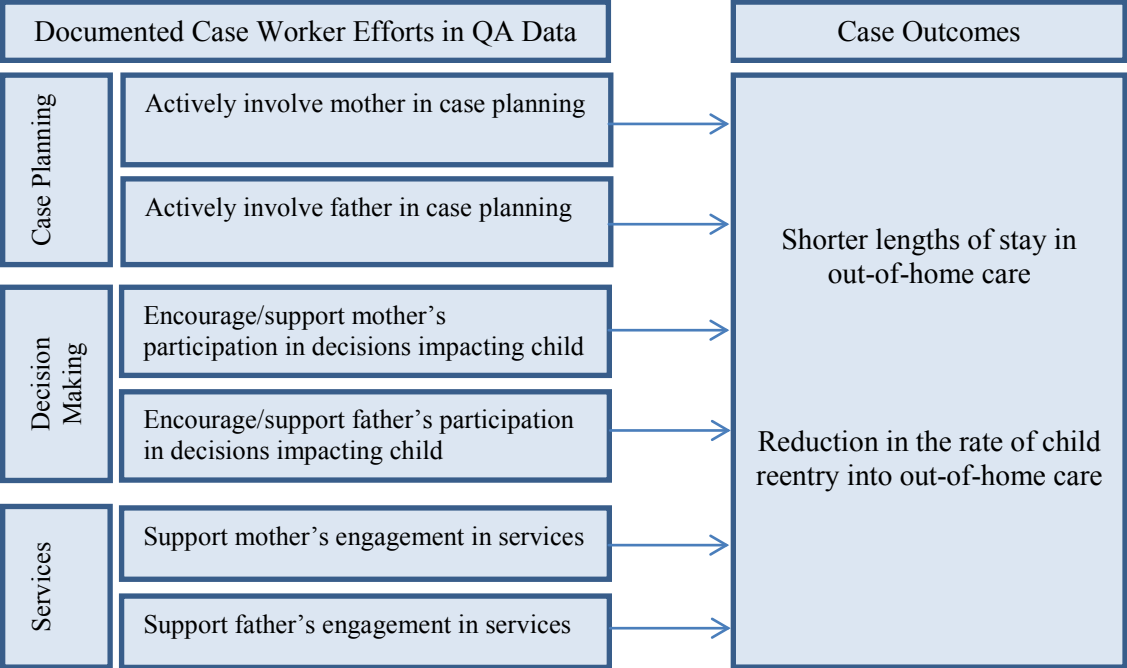 Documented Case Worker Efforts in QA Data
Case Outcomes
Case Planning
Actively involve mother in case planning
Actively involve father in case planning
Decision
Making
Encourage/support mother’s
participation in decisions impacting child
Encourage/support father’s participation
in decisions impacting child
Services
Support mother’s engagement in services
Support father’s engagement in services
Shorter lengths of stay in
out-of-home care
Reduction in the rate of child
reentry into out-of-home care